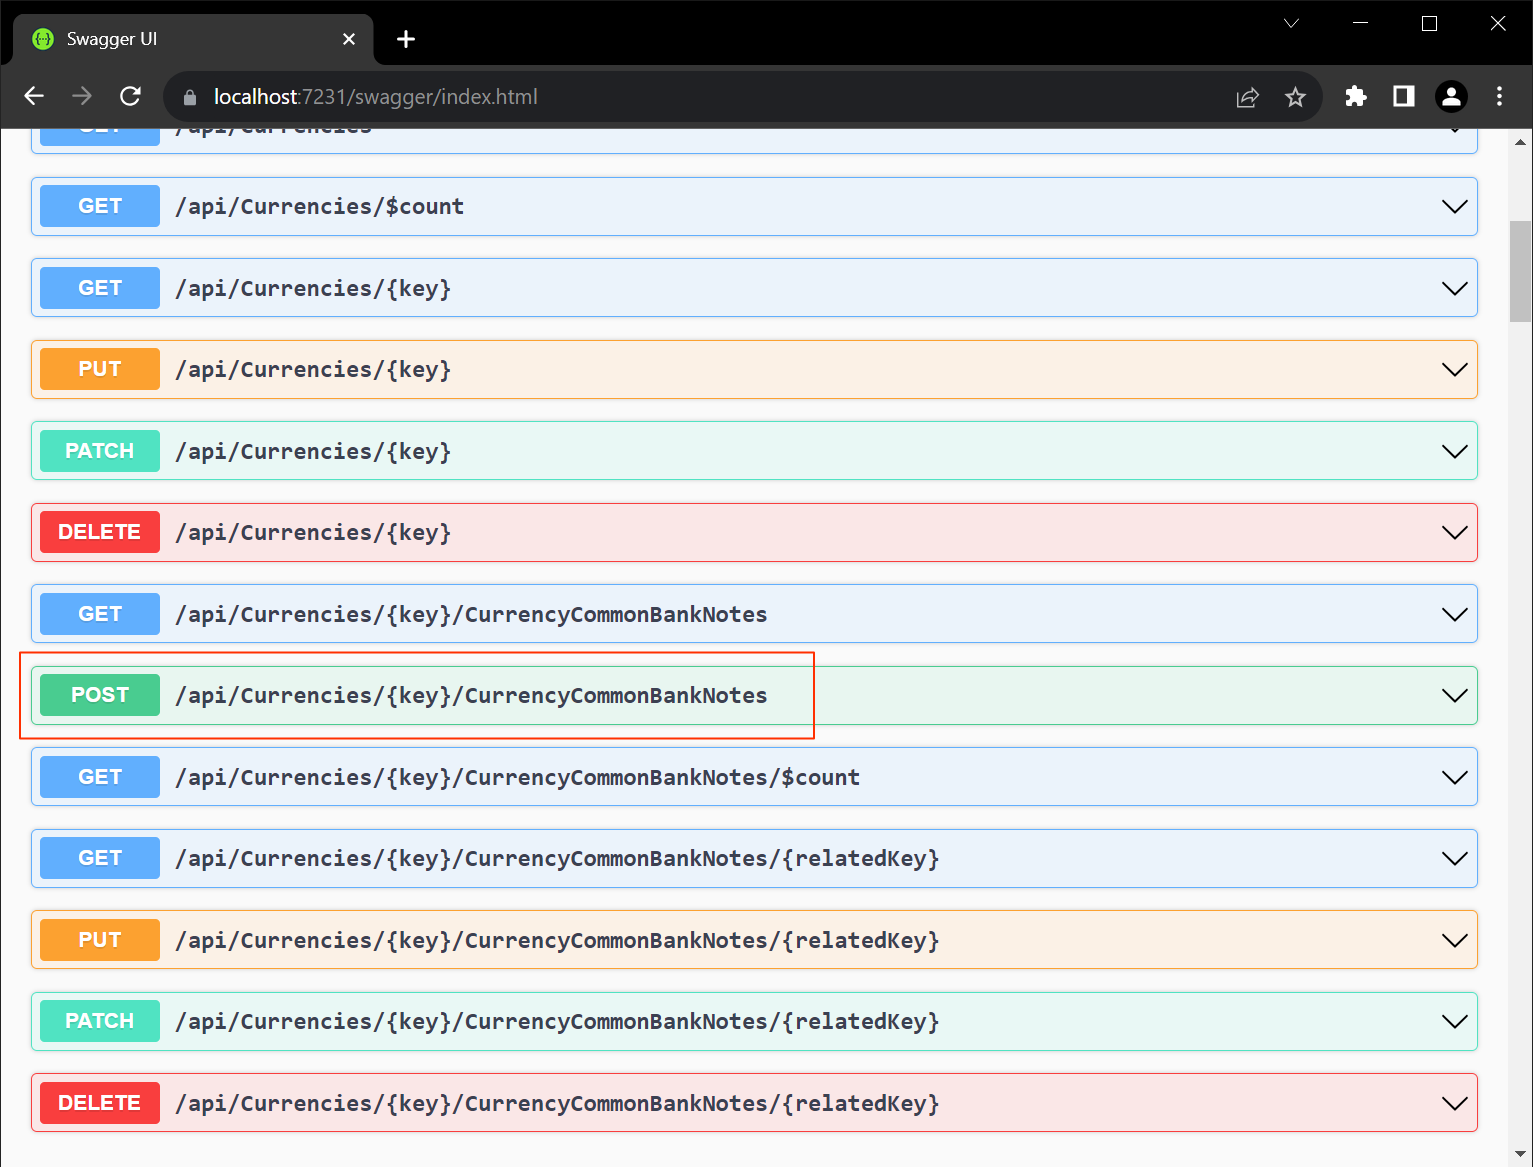 Swagger UI
localhost:7231/swagger/index.html
GET /api/Currencies
GET /api/Currencies/$count
GET /api/Currencies/{key}
PUT /api/Currencies/{key}
PATCH /api/Currencies/{key}
DELETE /api/Currencies/{key}
GET /api/Currencies/{key}/CurrencyCommonBankNotes
POST /api/Currencies/{key}/CurrencyCommonBankNotes
GET /api/Currencies/{key}/CurrencyCommonBankNotes/$count
GET /api/Currencies/{key}/CurrencyCommonBankNotes/{relatedKey}
PUT /api/Currencies/{key}/CurrencyCommonBankNotes/{relatedKey}
PATCH /api/Currencies/{key}/CurrencyCommonBankNotes/{relatedKey}
DELETE /api/Currencies/{key}/CurrencyCommonBankNotes/{relatedKey}